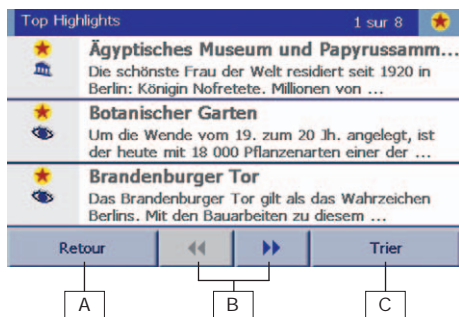 Top Highlights 1 sur 8
Ägyptisches Museum und Papyrussamm...
Die schönste Frau der Welt residiert seit 1920 in
Berlin: Königin Nofretete. Millionen von ...
Botanischer Garten
Um die Wende vom 19. zum 20 Jh. angelegt, ist
der heute mit 18 000 Pflanzenarten einer der ...
Brandenburger Tor
Das Brandenburger Tor gilt als das Wahrzeichen
Berlins. Mit den Bauarbeiten zu diesem ...
Retour Trier
A B C